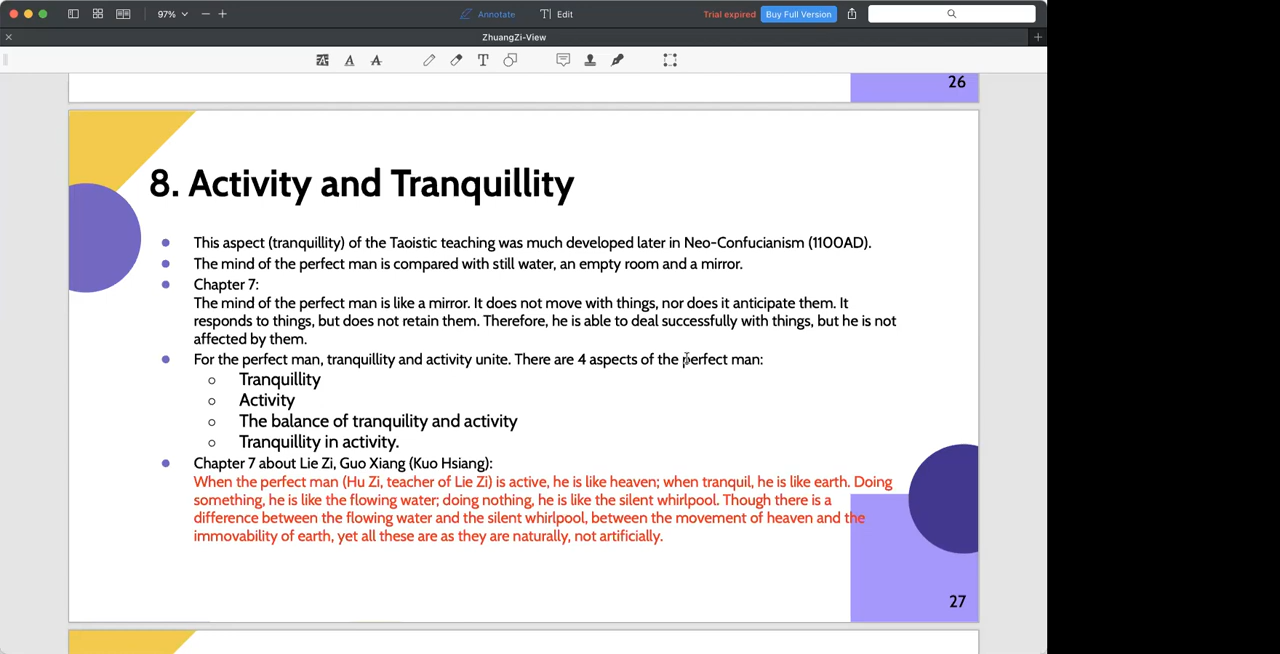 97%
Annotate
Edit
Trial expired
Buy Full Version
ZhuangZi-View
26
8. Activity and Tranquillity
This aspect (tranquillity) of the Taoistic teaching was much developed later in Neo-Confucianism (1100AD).
The mind of the perfect man is compared with still water, an empty room and a mirror.
Chapter 7:
The mind of the perfect man is like a mirror. It does not move with things, nor does it anticipate them. It
responds to things, but does not retain them. Therefore, he is able to deal successfully with things, but he is not
affected by them.
For the perfect man, tranquillity and activity unite. There are 4 aspects of the perfect man:
Tranquillity
Activity
The balance of tranquility and activity
Tranquillity in activity.
Chapter 7 about Lie Zi, Guo Xiang (Kuo Hsiang):
When the perfect man (Hu Zi, teacher of Lie Zi) is active, he is like heaven; when tranquil, he is like earth. Doing
something, he is like the flowing water; doing nothing, he is like the silent whirlpool. Though there is a
difference between the flowing water and the silent whirlpool, between the movement of heaven and the
immovability of earth, yet all these are as they are naturally, not artificially.
27